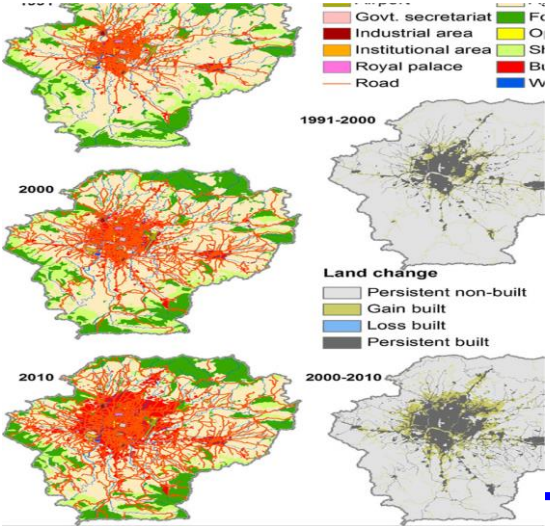 Govt. secretariat
Industrial area
Institutional area
Royal palace
Road
1991-2000
2000
Land change
Persistent non-built
Gain built
Loss built
Persistent built
2010
2000-2010